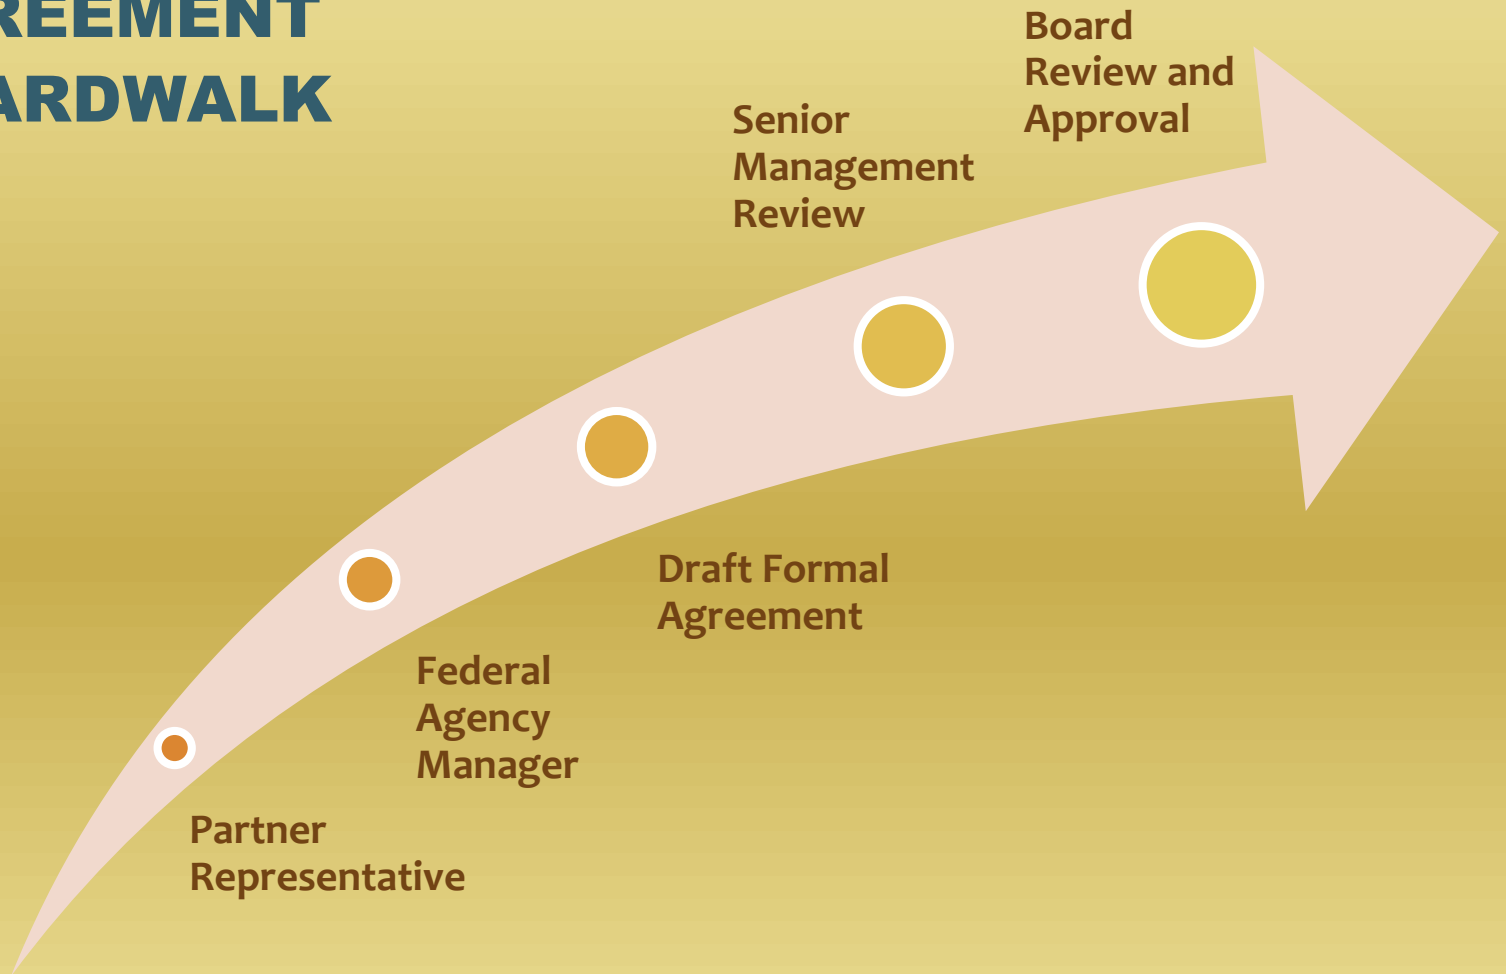 REEMENT
ARDWALK
Board
Review and
Approval
Senior
Management
Review
Draft Formal
Agreement
Federal
Agency
Manager
Partner
Representative